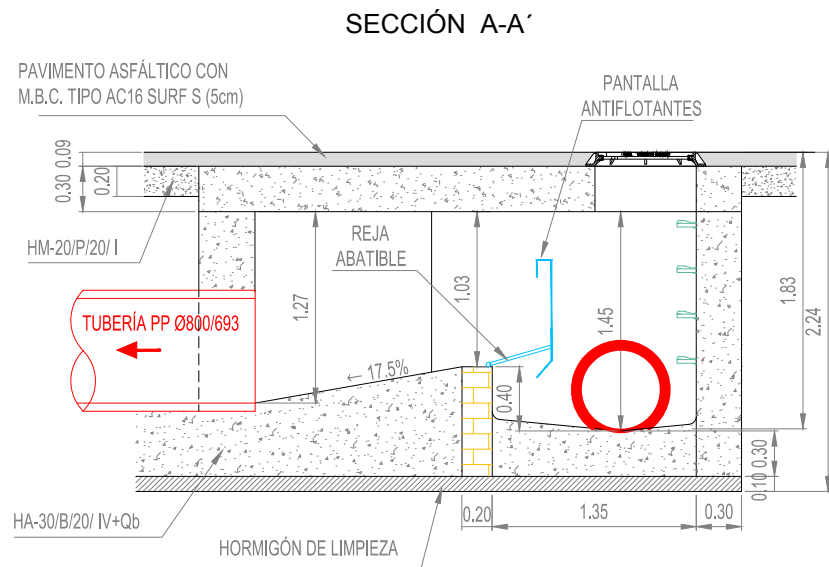 SECCIÓN A-A´
PAVIMENTO ASFÁLTICO CON
M.B.C. TIPO AC16 SURF S (5cm)
PANTALLA
ANTIFLOTANTES
0.09
0.30
0.20
HM-20/P/20/ I
REJA
ABATIBLE
1.27
1.03
1.45
1.83
2.24
TUBERÍA PP Ø800/693
← 17.5%
0.40
0.30
0.10
HA-30/B/20/ IV+Qb
0.20
1.35
0.30
HORMIGÓN DE LIMPIEZA